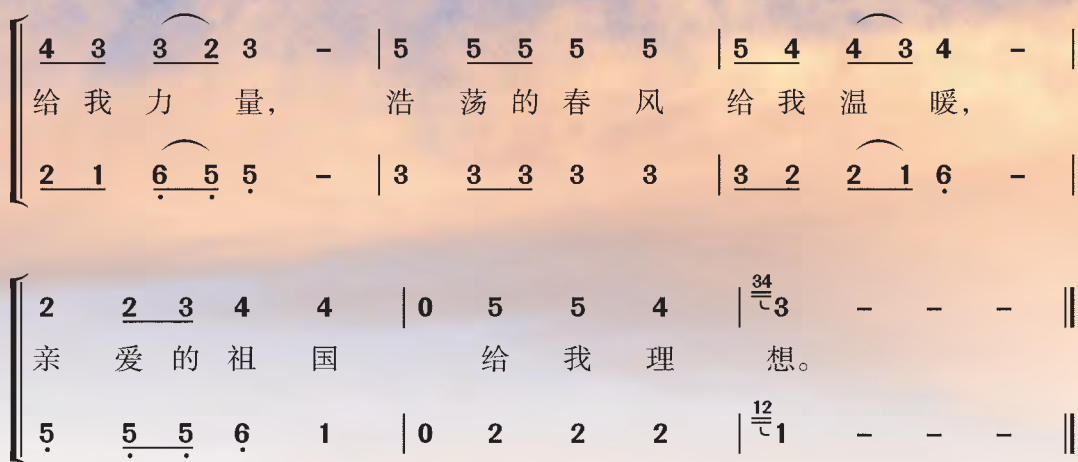 4 3 3 2 3 - | 5 5 5 5 5 | 5 4 4 3 4 - |
给我力量，浩荡的春风给我温暖，
2 1 6̣ 5̣ 5̣ - | 3 3 3 3 3 | 3 2 2 1 6̣ - |
2 2 3 4 4 | 0 5 5 4 | 34 3 - - - ‖
亲爱的祖国给我理想。
5̣ 5̣ 5̣ 6̣ 1 | 0 2 2 2 | 12 1 - - - ‖